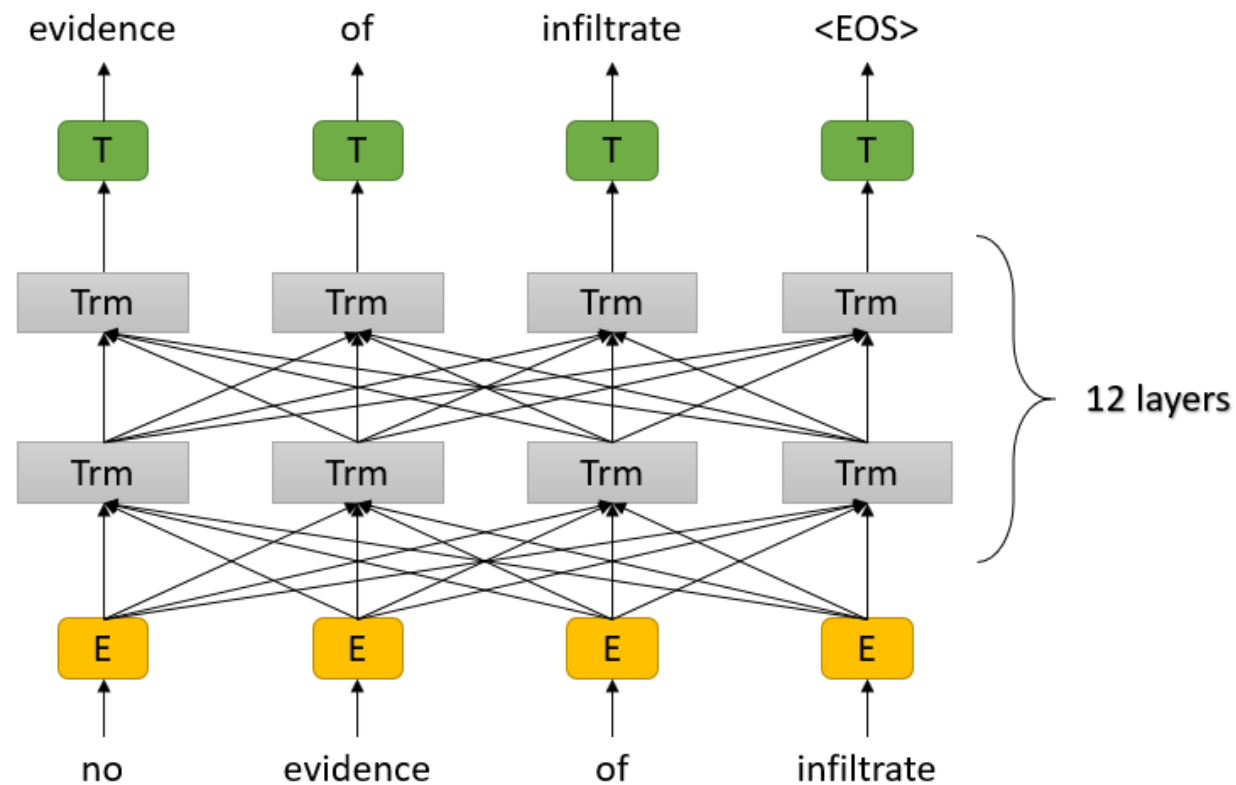 evidence of infiltrate <EOS>
T T T T
Trm Trm Trm Trm
12 layers
Trm Trm Trm Trm
E E E E
no evidence of infiltrate